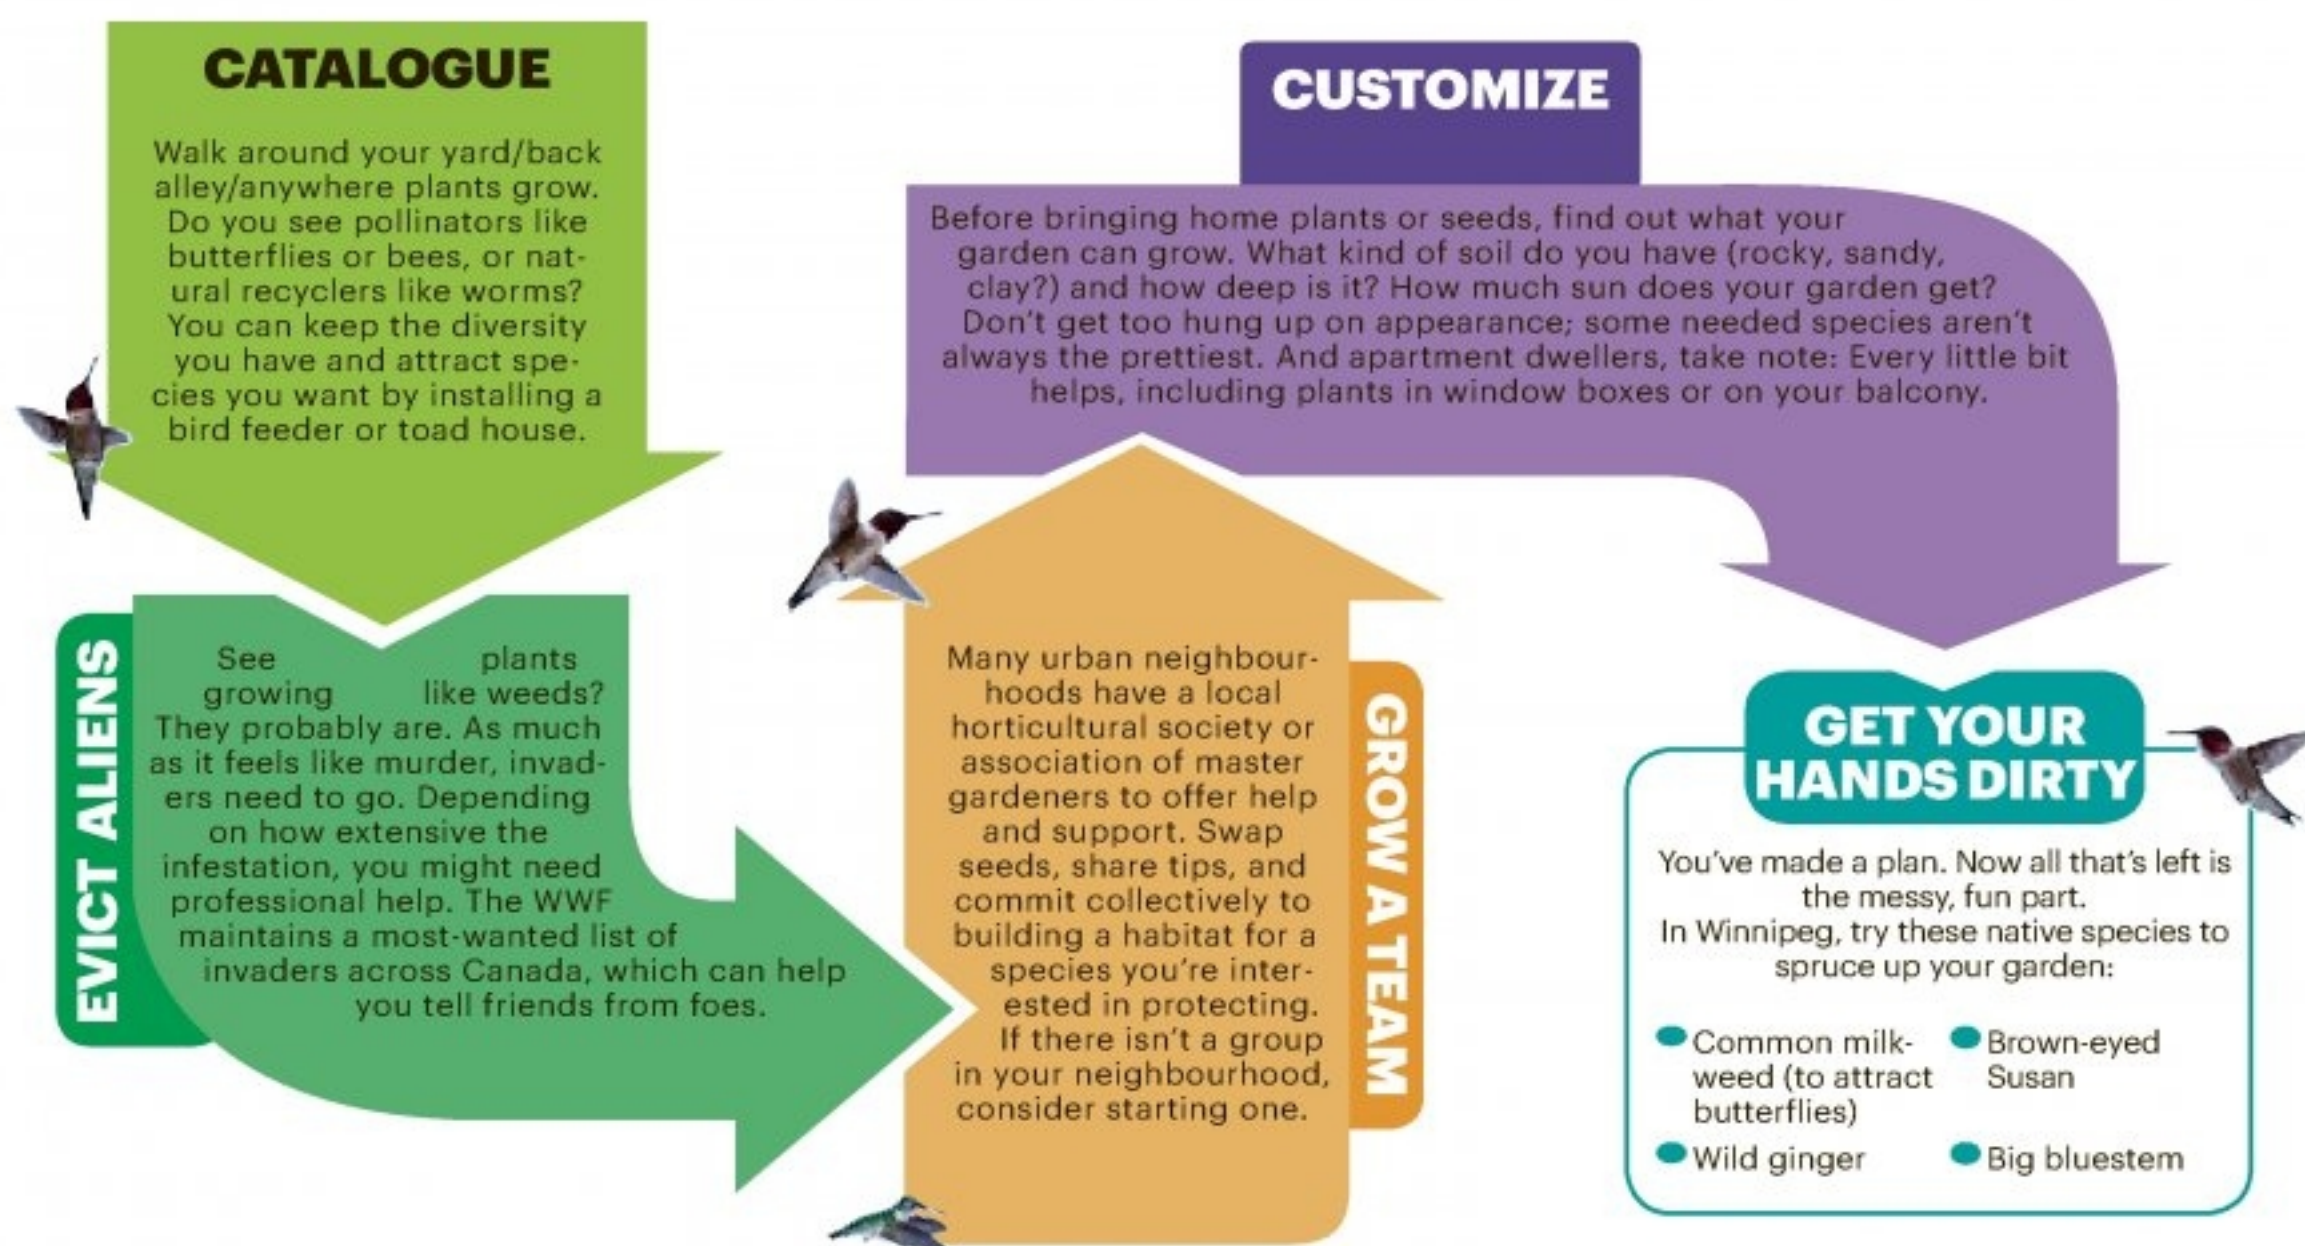 CATALOGUE
Walk around your yard/back
alley/anywhere plants grow.
Do you see pollinators like
butterflies or bees, or nat-
ural recyclers like worms?
You can keep the diversity
you have and attract spe-
cies you want by installing a
bird feeder or toad house.
EVICT ALIENS
See plants
growing like weeds?
They probably are. As much
as it feels like murder, invad-
ers need to go. Depending
on how extensive the
infestation, you might need
professional help. The WWF
maintains a most-wanted list of
invaders across Canada, which can help
you tell friends from foes.
GROW A TEAM
Many urban neighbour-
hoods have a local
horticultural society or
association of master
gardeners to offer help
and support. Swap
seeds, share tips, and
commit collectively to
building a habitat for a
species you're inter-
ested in protecting.
If there isn't a group
in your neighbourhood,
consider starting one.
CUSTOMIZE
Before bringing home plants or seeds, find out what your
garden can grow. What kind of soil do you have (rocky, sandy,
clay?) and how deep is it? How much sun does your garden get?
Don't get too hung up on appearance; some needed species aren't
always the prettiest. And apartment dwellers, take note: Every little bit
helps, including plants in window boxes or on your balcony.
GET YOUR
HANDS DIRTY
You've made a plan. Now all that's left is
the messy, fun part.
In Winnipeg, try these native species to
spruce up your garden:
Common milk-
weed (to attract
butterflies)
Wild ginger
Brown-eyed
Susan
Big bluestem